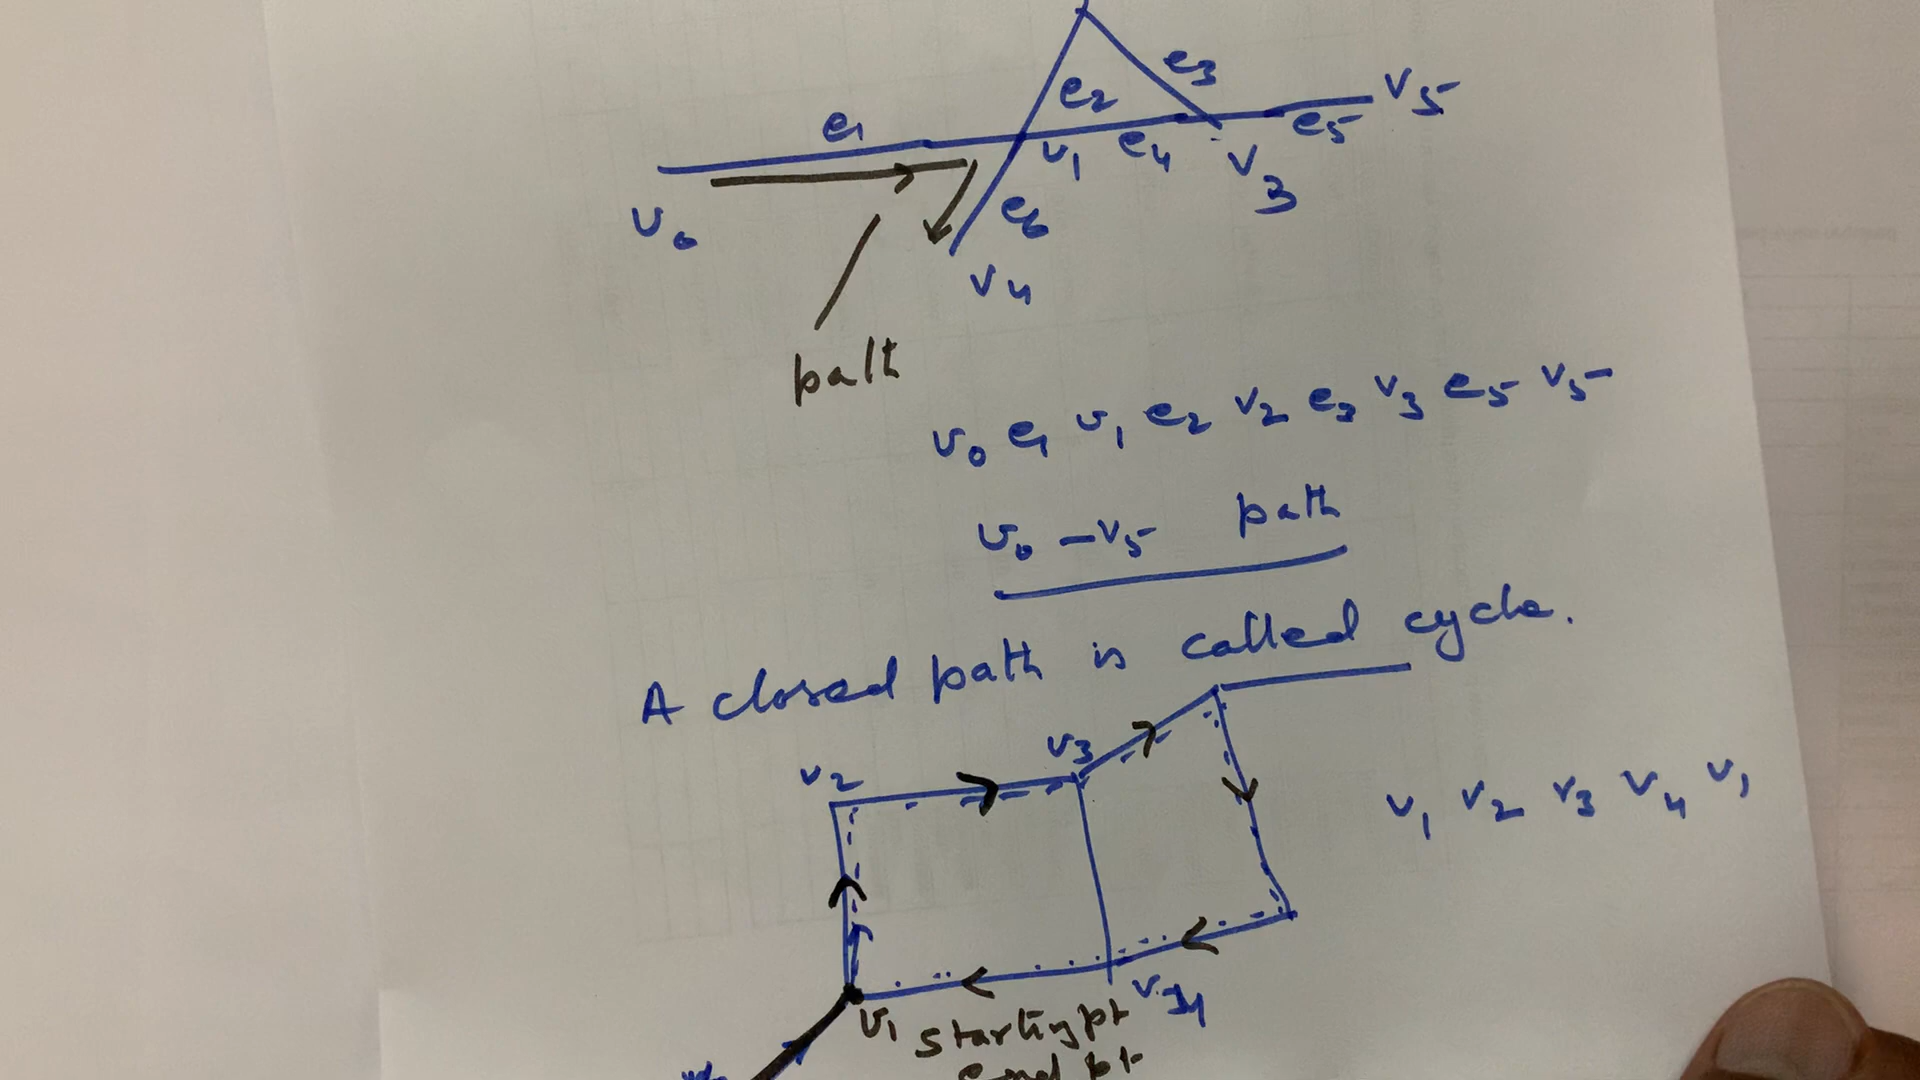 e1 e2 e3 v5
v0 v1 e4 e5 v3
e6
v4
path
v0 e1 v1 e2 v2 e3 v3 e5 v5
v0 - v5 path
A closed path is called cycle.
v2 v3
v1 v2 v3 v4 v1
v1 v4
starting pt
end pt